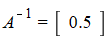 A⁻¹ = [ 0.5 ]